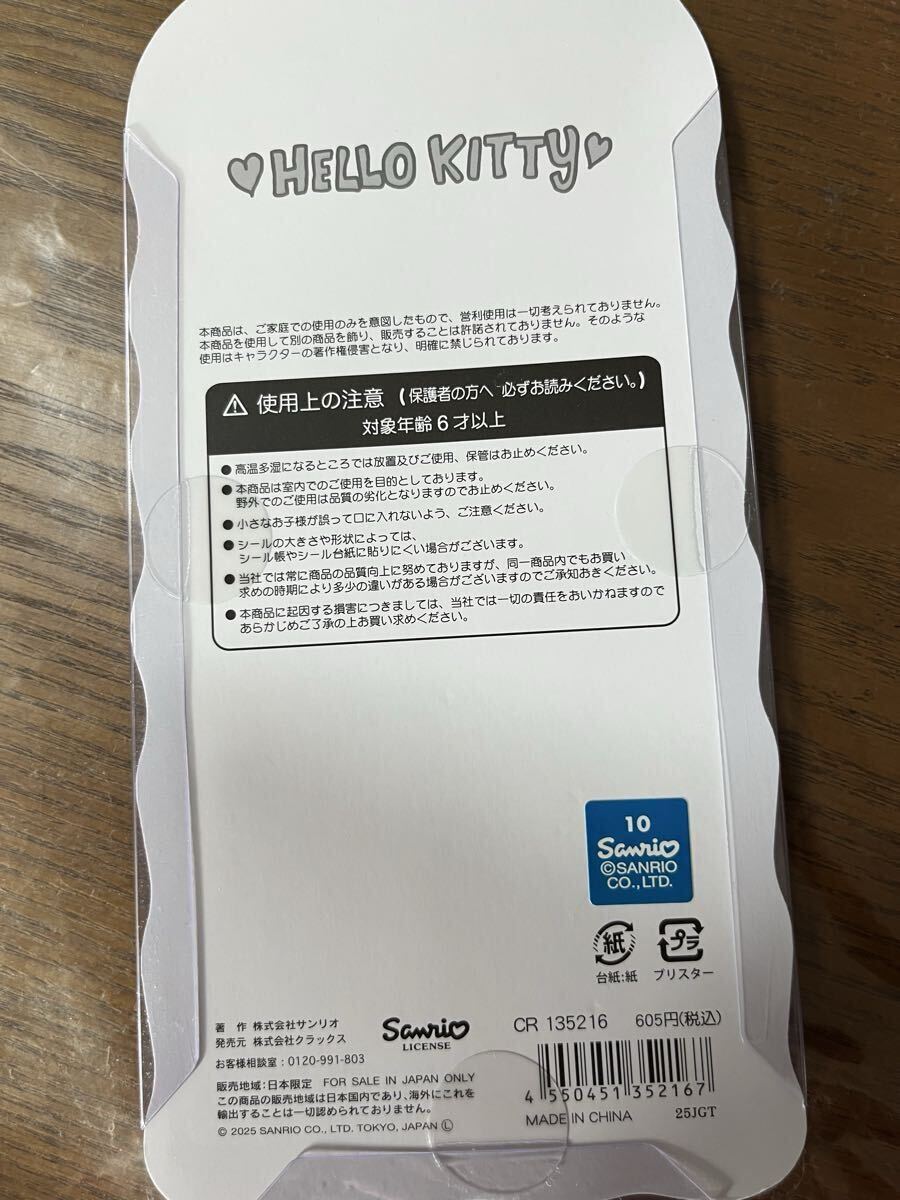 ♥HELLO KITTY♥
本商品は、ご家庭での使用のみを意図したもので、営利使用は一切考えられておりません。
本商品を使用して別の商品を飾り、販売することは許諾されておりません。そのような
使用はキャラクターの著作権侵害となり、明確に禁じられております。
⚠ 使用上の注意 (保護者の方へ 必ずお読みください。)
対象年齢6才以上
●高温多湿になるところでは放置及びご使用、保管はお止めください。
●本商品は室内でのご使用を目的としております。
野外でのご使用は品質の劣化となりますのでお止めください。
●小さなお子様が誤って口に入れないよう、ご注意ください。
●シールの大きさや形状によっては、
シール帳やシール台紙に貼りにくい場合がございます。
●当社では常に商品の品質向上に努めておりますが、同一商品内でもお買い
求めの時期により多少の違いがある場合がございますのでご承知おきください。
●本商品に起因する損害につきましては、当社では一切の責任をおいかねますので
あらかじめご了承の上お買い求めください。
10
Sanrio
©SANRIO
CO.,LTD.
紙 プラ
台紙:紙 ブリスター
著 作 株式会社サンリオ
発売元 株式会社クラックス
お客様相談室:0120-991-803
Sanrio
LICENSE
CR 135216 605円(税込)
販売地域:日本限定 FOR SALE IN JAPAN ONLY
この商品の販売地域は日本国内であり、海外にこれを
輸出することは一切認められておりません。
© 2025 SANRIO CO., LTD. TOKYO, JAPAN Ⓛ
4 550451 352167
MADE IN CHINA 25JGT